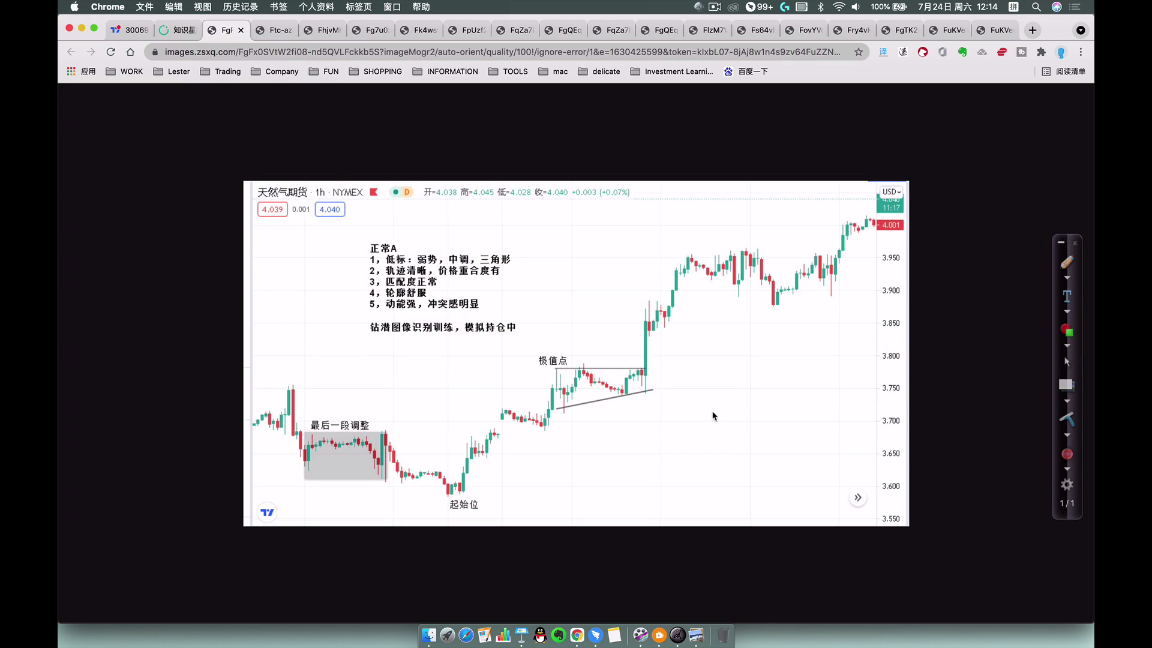 Chrome 文件 编辑 视图 历史记录 书签 个人资料 标签页 窗口 帮助 99+ 100% 7月24日 周六 12:14
3006 知识星 FgF Ftc-az FhjvM Fg7u0 Fk4ws FpUzf FqZa7 FgQEc FqQEc FqZa7 FgQEc FlzM7 Fs64v FovYV Fry4vl FgTK2 FuKVe FuKVe
images.zsxq.com/FgFx0SVtW2fi08-nd5QVLFckkb5S?imageMogr2/auto-orient/quality/100!/ignore-error/1&e=1630425599&token=kIxbL07-8jAj8w1n4s9zv64FuZZN...
应用 WORK Lester Trading Company FUN SHOPPING INFORMATION TOOLS mac delicate Investment Learni... 百度一下 阅读清单
天然气期货 · 1h · NYMEX D 开=4.038 高=4.045 低=4.028 收=4.040 +0.003 (+0.07%) USD
4.039 0.001 4.040
11:17
4.001
正常A
1，低标：弱势，中调，三角形
2，轨迹清晰，价格重合度有
3，匹配度正常
4，轮廓舒服
5，动能强，冲突感明显
钻潜图像识别训练，模拟持仓中
极值点
最后一段调整
起始位
3.950
3.900
3.850
3.800
3.750
3.700
3.650
3.600
3.550
1/1